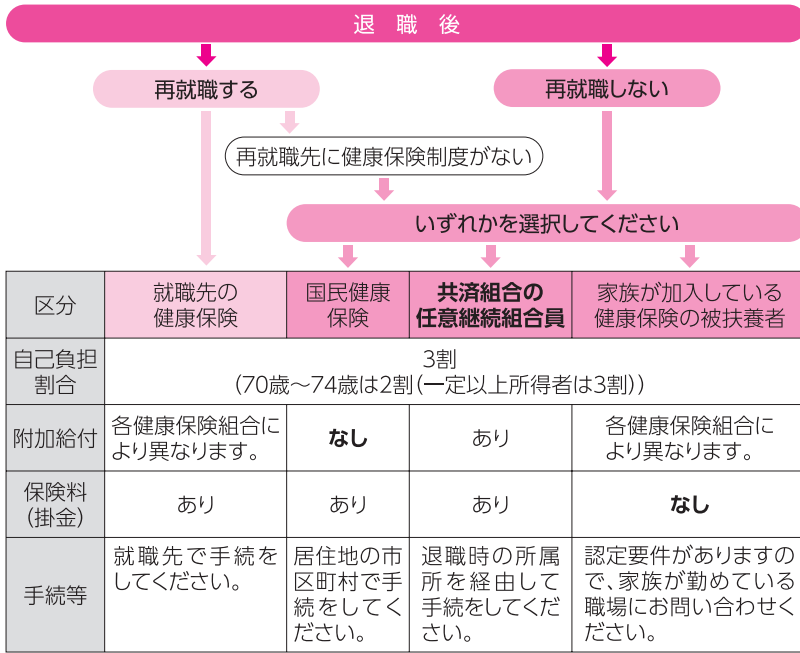 退職後
再就職する
再就職しない
再就職先に健康保険制度がない
いずれかを選択してください
区分
就職先の
健康保険
国民健康
保険
共済組合の
任意継続組合員
家族が加入している
健康保険の被扶養者
自己負担
割合
3割
(70歳〜74歳は2割(一定以上所得者は3割))
附加給付
各健康保険組合に
より異なります。
なし
あり
各健康保険組合に
より異なります。
保険料
(掛金)
あり
あり
あり
なし
手続等
就職先で手続を
してください。
居住地の市
区町村で手
続をしてく
ださい。
退職時の所属
所を経由して
手続をしてくだ
さい。
認定要件がありますの
で、家族が勤めている
職場にお問い合わせく
ださい。